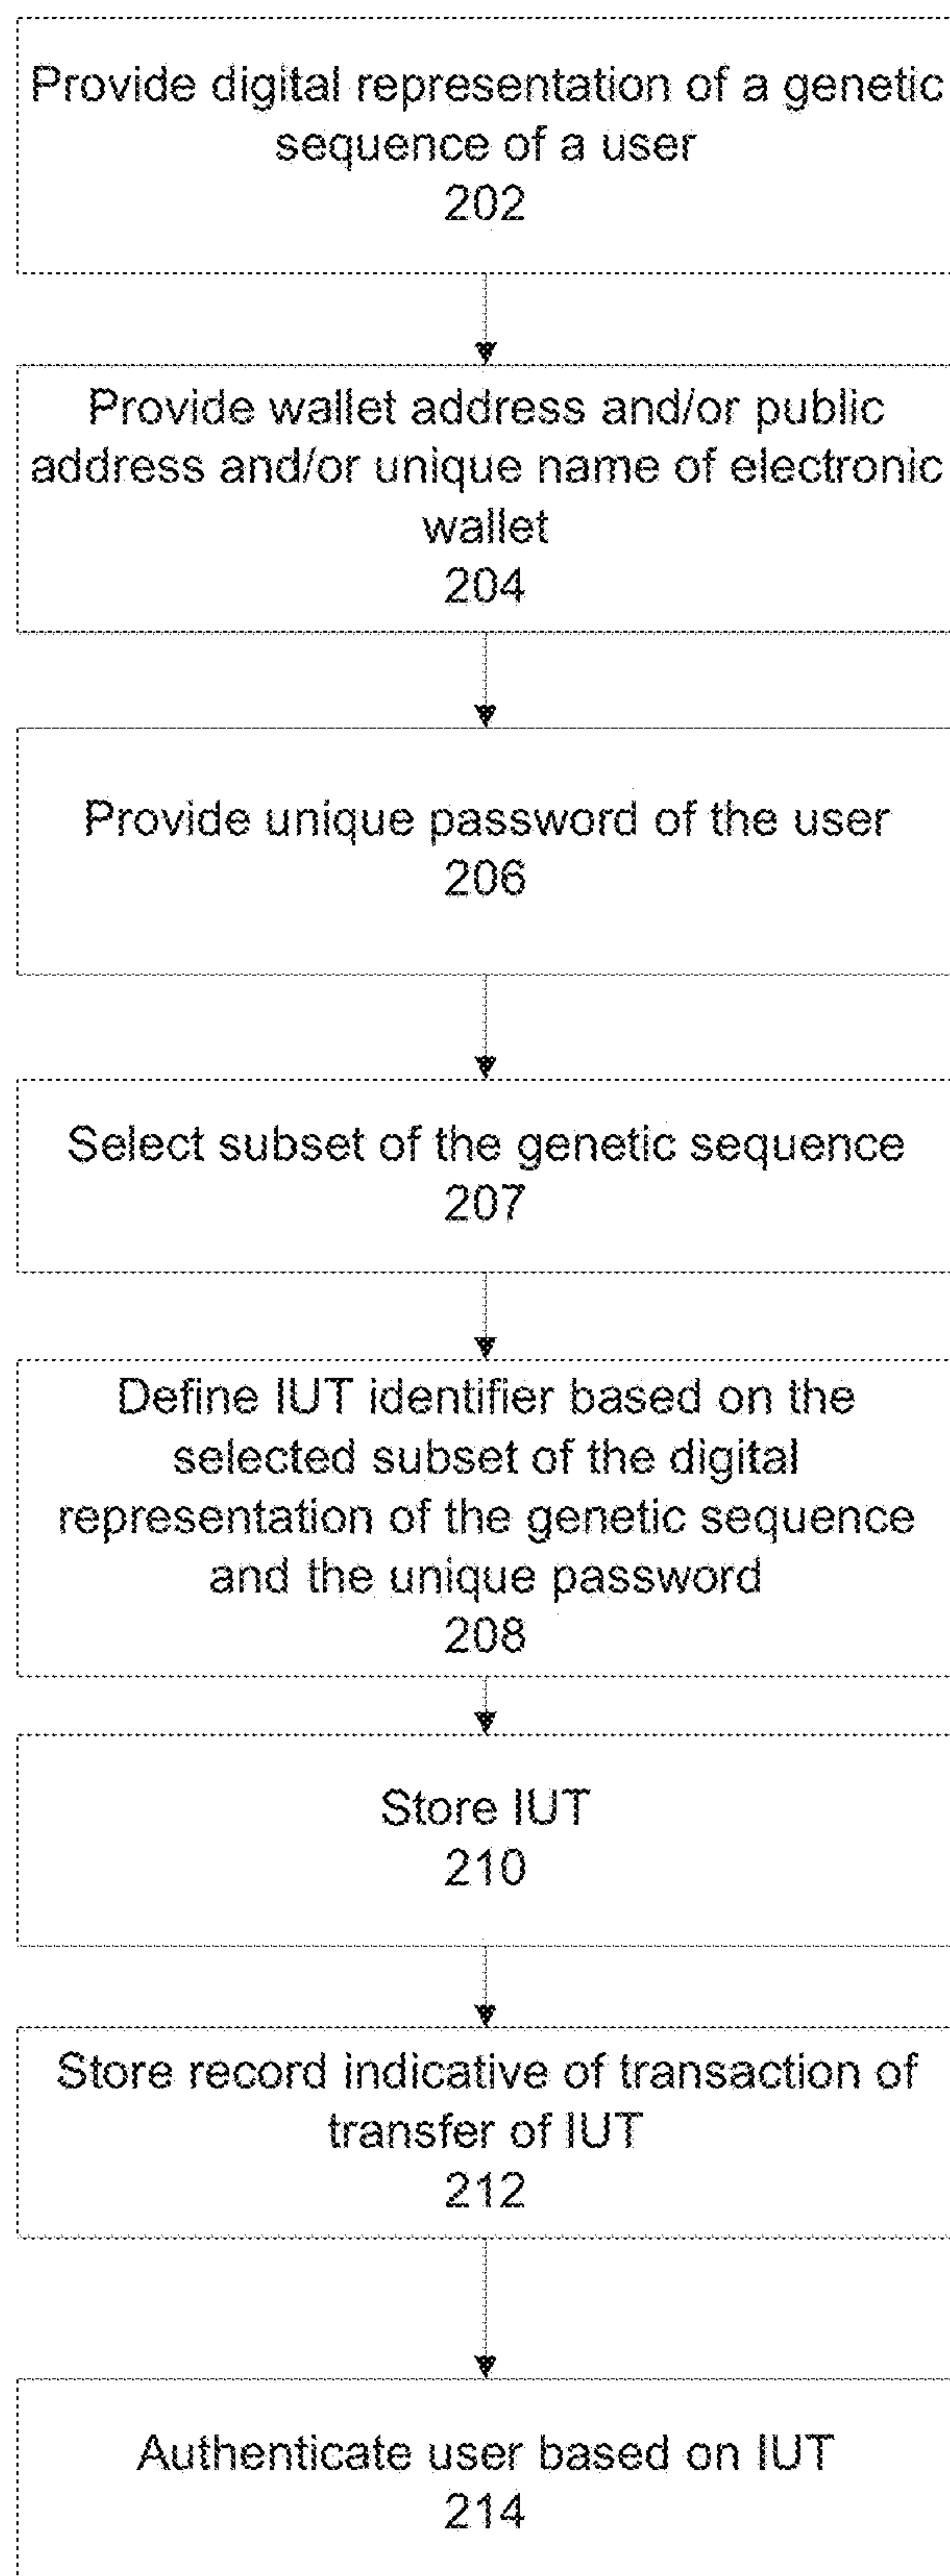 Provide digital representation of a genetic
sequence of a user
202
Provide wallet address and/or public
address and/or unique name of electronic
wallet
204
Provide unique password of the user
206
Select subset of the genetic sequence
207
Define IUT identifier based on the
selected subset of the digital
representation of the genetic sequence
and the unique password
208
Store IUT
210
Store record indicative of transaction of
transfer of IUT
212
Authenticate user based on IUT
214